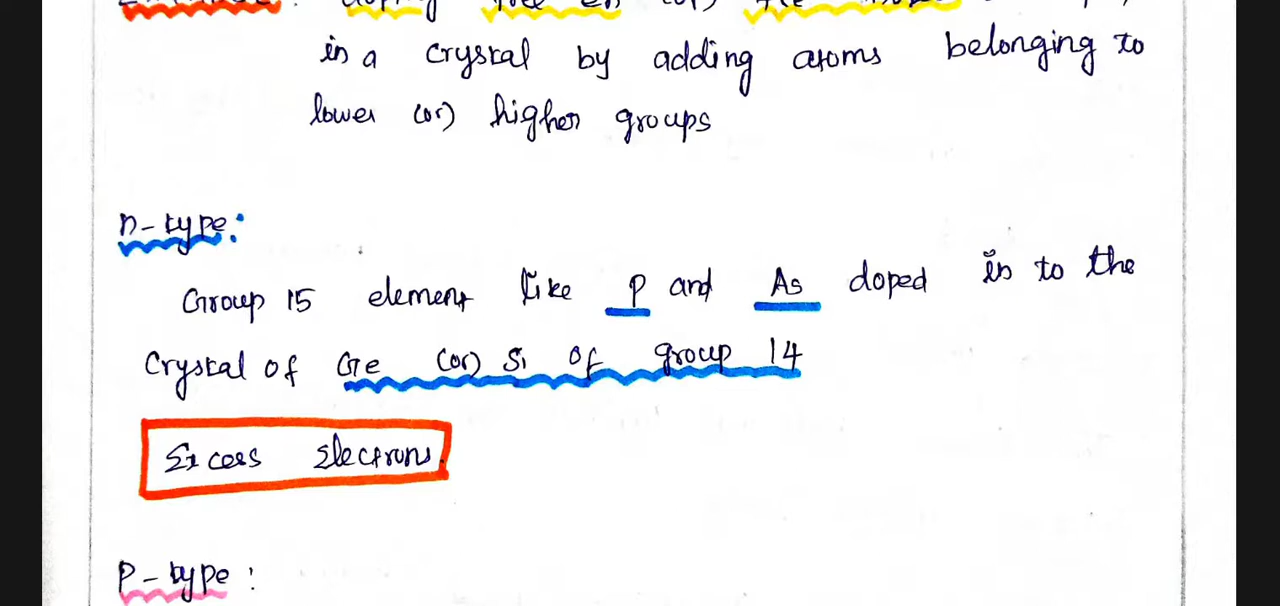 in a crystal by adding atoms belonging to
lower (or) higher groups
n-type:
Group 15 element like P and As doped in to the
Crystal of Ge (or) Si of group 14
Excess Electrons.
P-type: